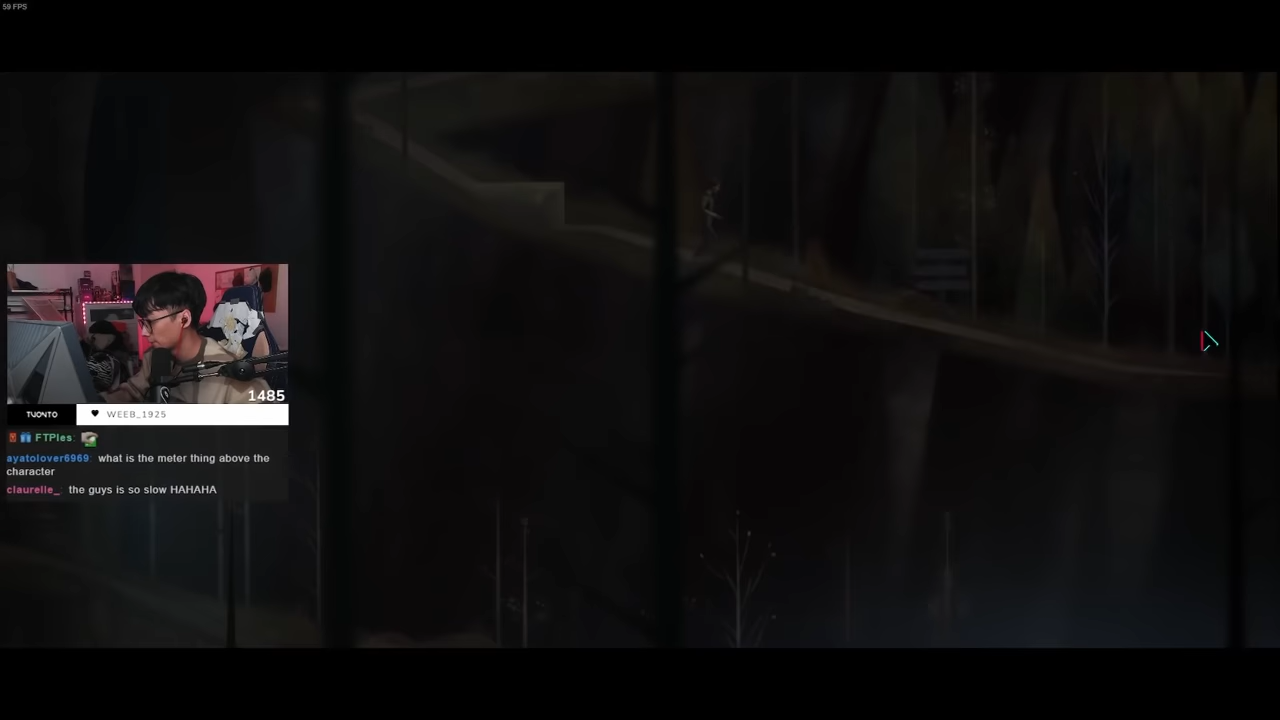 59 FPS
1485
TVONTO
WEEB_1925
FTPles:
ayatolover6969: what is the meter thing above the
character
claurelle_: the guys is so slow HAHAHA